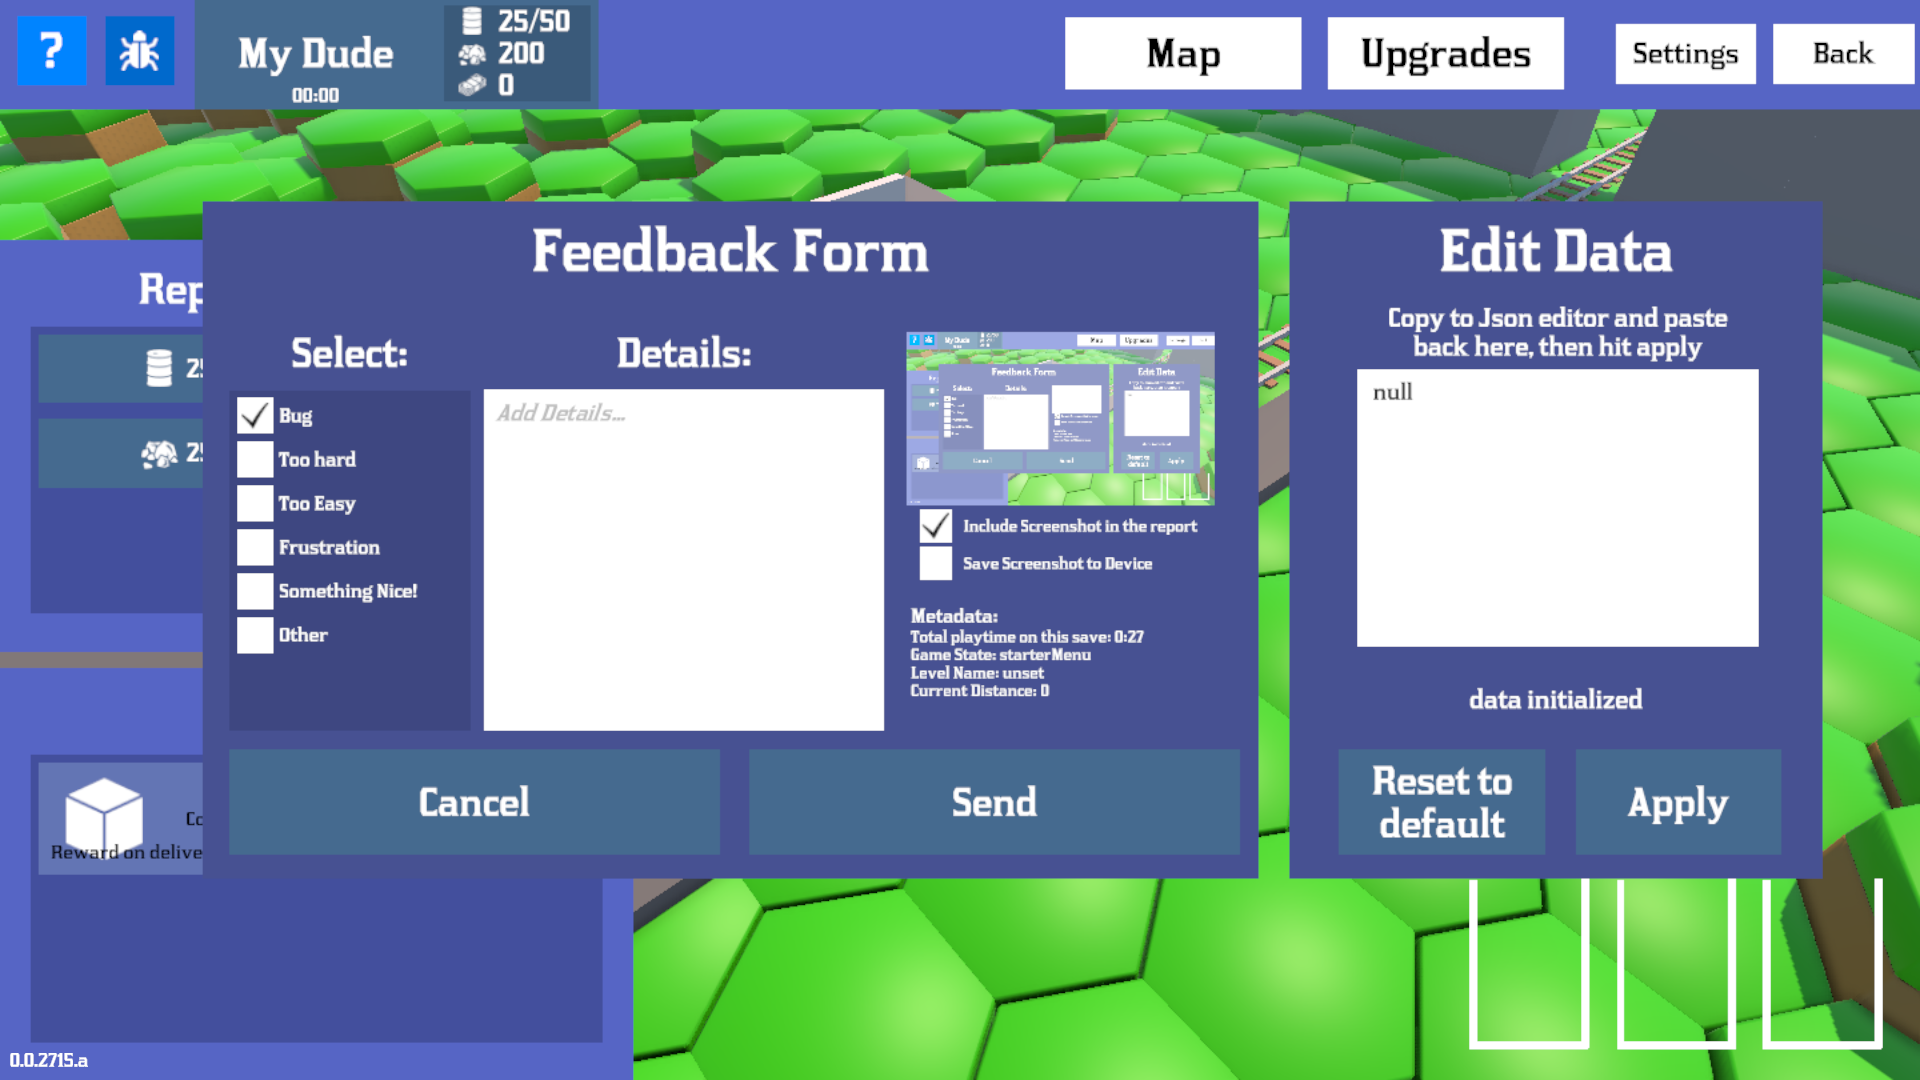 ?
My Dude
00:00
25/50
200
0
Map
Upgrades
Settings
Back
Rep
Feedback Form
Select:
Bug
Too hard
Too Easy
Frustration
Something Nice!
Other
Details:
Add Details...
Feedback Form
Edit Data
Include Screenshot in the report
Save Screenshot to Device
Metadata:
Total playtime on this save: 0:27
Game State: starterMenu
Level Name: unset
Current Distance: 0
Cancel
Send
Edit Data
Copy to Json editor and paste
back here, then hit apply
null
data initialized
Reset to
default
Apply
Co
Reward on delive
0.0.2715.a